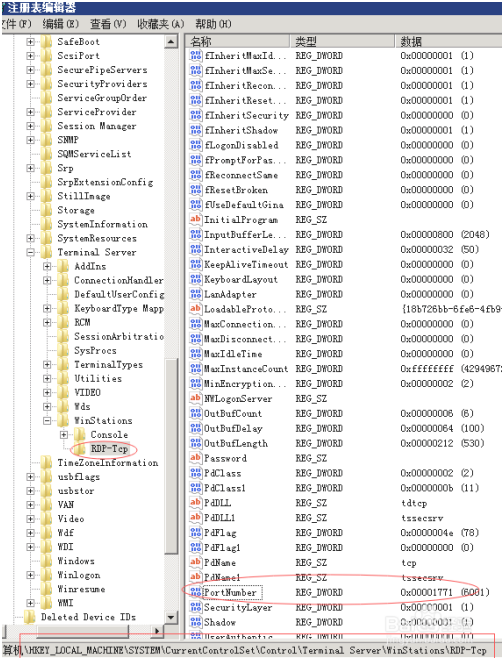 注册表编辑器
文件(F) 编辑(E) 查看(V) 收藏夹(A) 帮助(H)
SafeBoot
ScsiPort
SecurePipeServers
SecurityProviders
ServiceGroupOrder
ServiceProvider
Session Manager
SNMP
SQMServiceList
Srp
SrpExtensionConfig
StillImage
Storage
SystemInformation
SystemResources
Terminal Server
AddIns
ConnectionHandler
DefaultUserConfig
KeyboardType Mapp
RCM
SessionArbitratio
SysProcs
TerminalTypes
Utilities
VIDEO
Wds
WinStations
Console
RDP-Tcp
TimeZoneInformation
usbflags
usbstor
VAN
Video
Wdf
WDI
Windows
WinLogon
Winresume
WMI
Deleted Device IDs
名称 类型 数据
fInheritMaxId... REG_DWORD 0x00000001 (1)
fInheritMaxSe... REG_DWORD 0x00000001 (1)
fInheritRecon... REG_DWORD 0x00000001 (1)
fInheritReset... REG_DWORD 0x00000001 (1)
fInheritSecurity REG_DWORD 0x00000000 (0)
fInheritShadow REG_DWORD 0x00000001 (1)
fLogonDisabled REG_DWORD 0x00000000 (0)
fPromptForPas... REG_DWORD 0x00000000 (0)
fReconnectSame REG_DWORD 0x00000000 (0)
fResetBroken REG_DWORD 0x00000000 (0)
fUseDefaultGina REG_DWORD 0x00000000 (0)
InitialProgram REG_SZ
InputBufferLe... REG_DWORD 0x00000800 (2048)
InteractiveDelay REG_DWORD 0x00000032 (50)
KeepAliveTimeout REG_DWORD 0x00000000 (0)
KeyboardLayout REG_DWORD 0x00000000 (0)
LanAdapter REG_DWORD 0x00000000 (0)
LoadableProto... REG_SZ {18b726bb-6fe6-4fb9
MaxConnection... REG_DWORD 0x00000000 (0)
MaxDisconnect... REG_DWORD 0x00000000 (0)
MaxIdleTime REG_DWORD 0x00000000 (0)
MaxInstanceCount REG_DWORD 0xffffffff (4294967
MinEncryption... REG_DWORD 0x00000002 (2)
NWLogonServer REG_SZ
OutBufCount REG_DWORD 0x00000006 (6)
OutBufDelay REG_DWORD 0x00000064 (100)
OutBufLength REG_DWORD 0x00000212 (530)
Password REG_SZ
PdClass REG_DWORD 0x00000002 (2)
PdClass1 REG_DWORD 0x0000000b (11)
PdDLL REG_SZ tdtcp
PdDLL1 REG_SZ tssecsrv
PdFlag REG_DWORD 0x0000004e (78)
PdFlag1 REG_DWORD 0x00000000 (0)
PdName REG_SZ tcp
PdName1 REG_SZ tssecsrv
PortNumber REG_DWORD 0x00001771 (6001)
SecurityLayer REG_DWORD 0x00000001 (1)
Shadow REG_DWORD 0x00000001 (1)
UserAuthentic... REG_DWORD
算机\HKEY_LOCAL_MACHINE\SYSTEM\CurrentControlSet\Control\Terminal Server\WinStations\RDP-Tcp